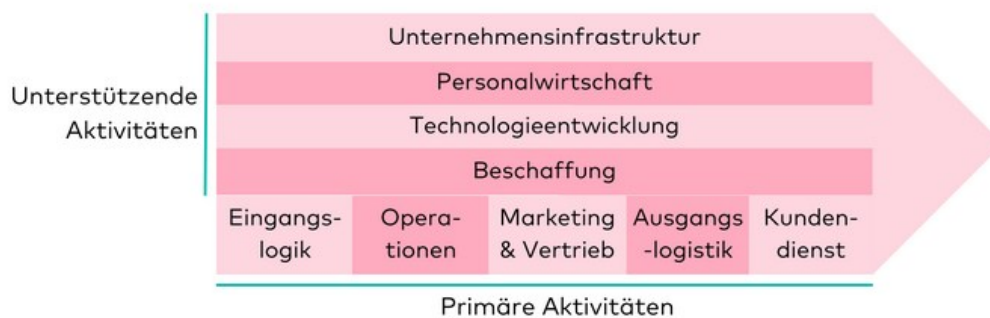 Unternehmensinfrastruktur
Personalwirtschaft
Unterstützende
Aktivitäten
Technologieentwicklung
Beschaffung
Eingangs-
logik
Opera-
tionen
Marketing
& Vertrieb
Ausgangs
-logistik
Kunden-
dienst
Primäre Aktivitäten